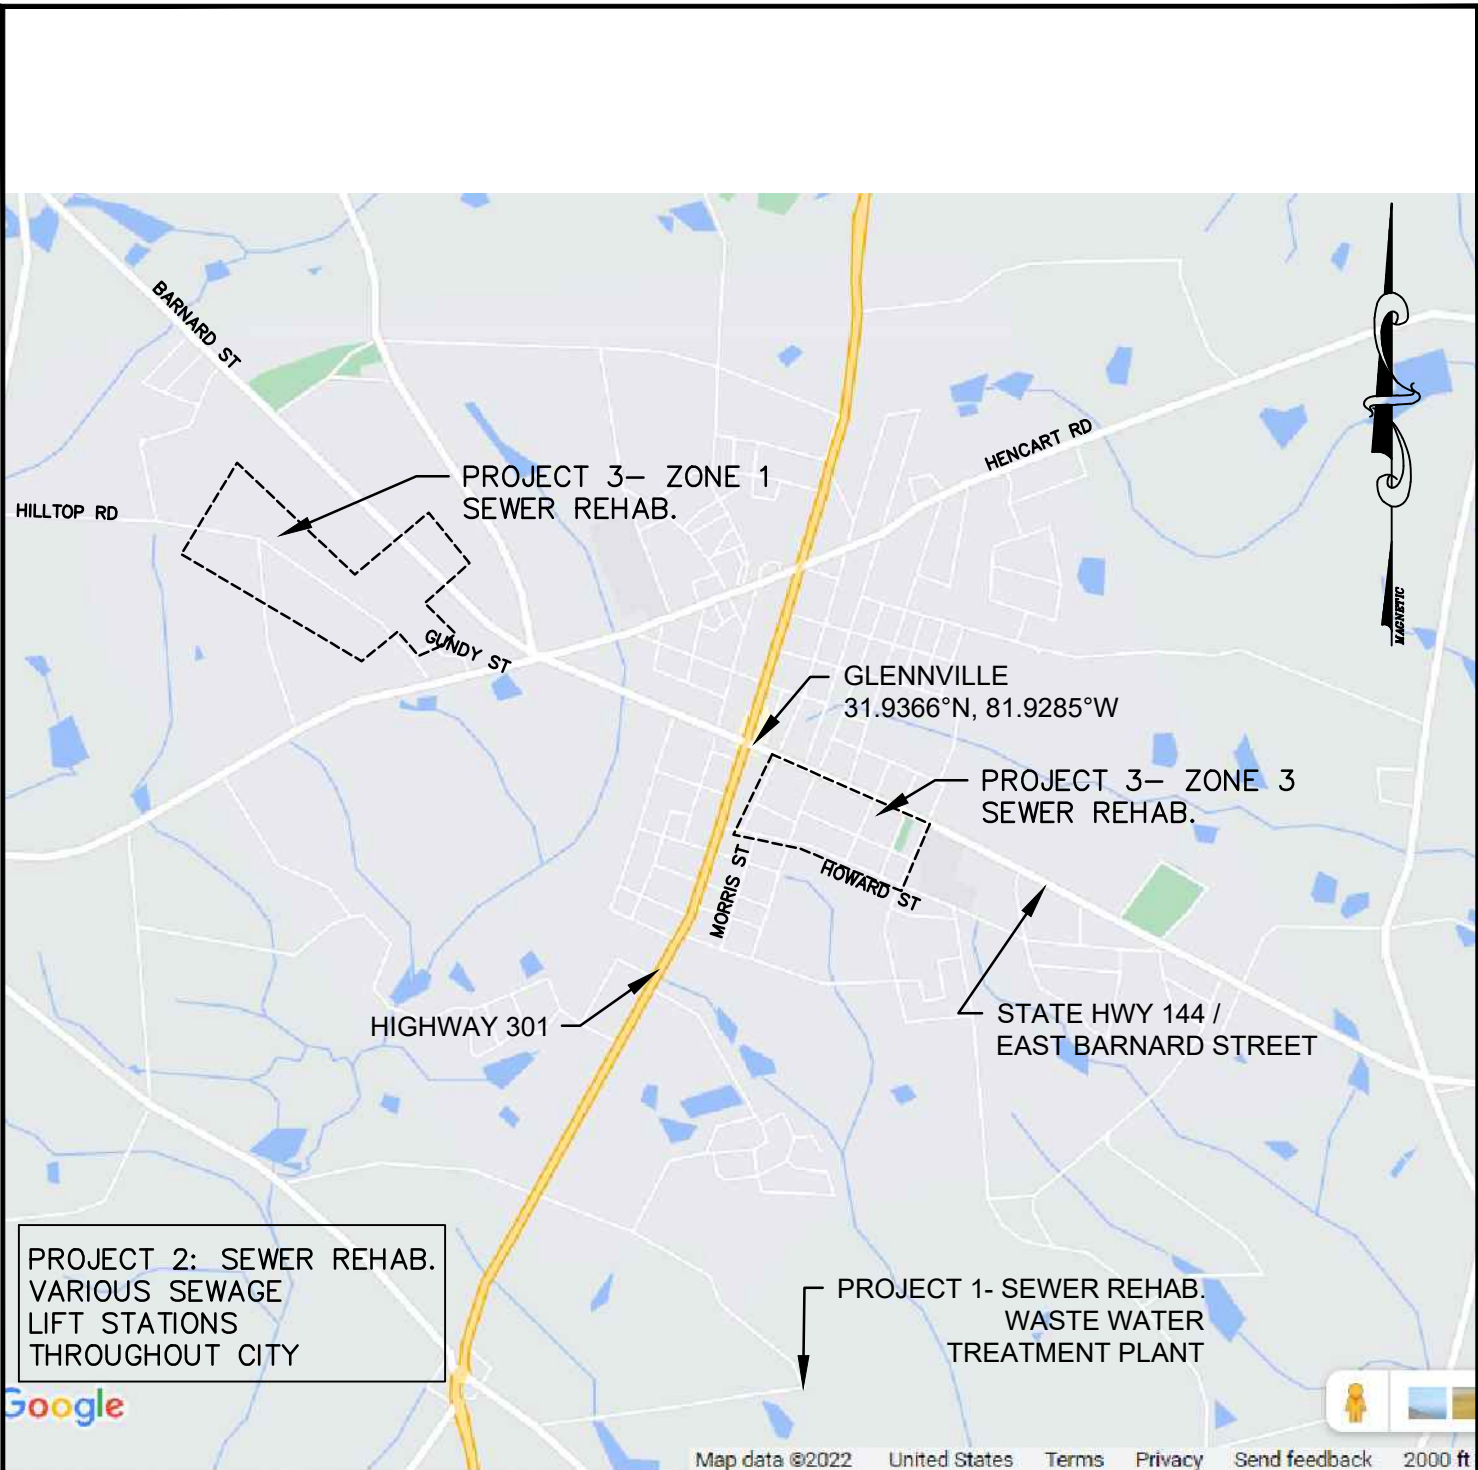 BARNARD ST
HENCART RD
PROJECT 3– ZONE 1
SEWER REHAB.
HILLTOP RD
MAGNETIC
GUNDY ST
GLENNVILLE
31.9366°N, 81.9285°W
PROJECT 3– ZONE 3
SEWER REHAB.
MORRIS ST
HOWARD ST
HIGHWAY 301
STATE HWY 144 /
EAST BARNARD STREET
PROJECT 2: SEWER REHAB.
VARIOUS SEWAGE
LIFT STATIONS
THROUGHOUT CITY
PROJECT 1- SEWER REHAB.
WASTE WATER
TREATMENT PLANT
Google
Map data ©2022 United States Terms Privacy Send feedback 2000 ft